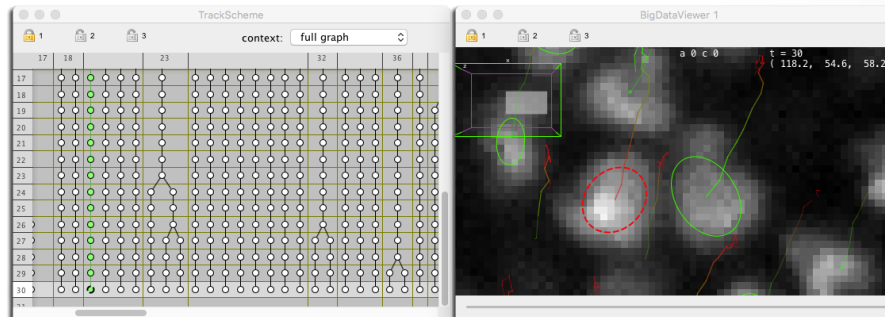 TrackScheme
1 2 3 context: full graph
17 18 23 32 36
17
18
19
20
21
22
23
24
25
26
27
28
29
30
BigDataViewer 1
1 2 3
a 0 c 0 t = 30
( 118.2, 54.6, 58.2
z x